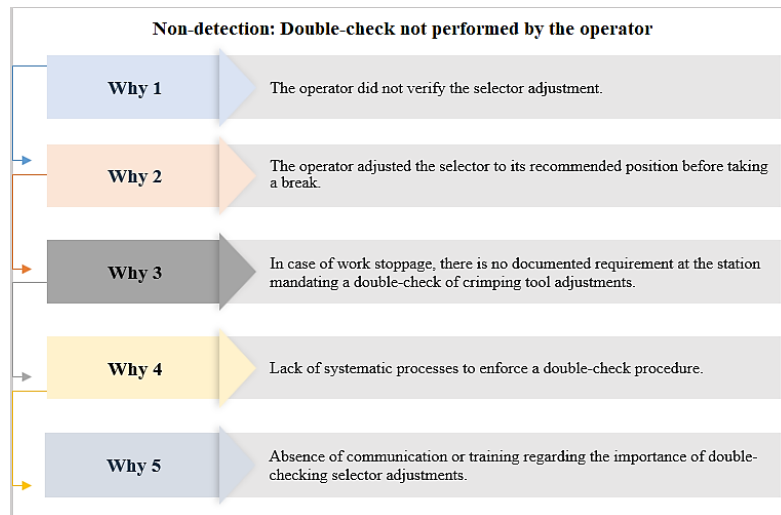 Non-detection: Double-check not performed by the operator
Why 1
The operator did not verify the selector adjustment.
Why 2
The operator adjusted the selector to its recommended position before taking
a break.
Why 3
In case of work stoppage, there is no documented requirement at the station
mandating a double-check of crimping tool adjustments.
Why 4
Lack of systematic processes to enforce a double-check procedure.
Why 5
Absence of communication or training regarding the importance of double-
checking selector adjustments.